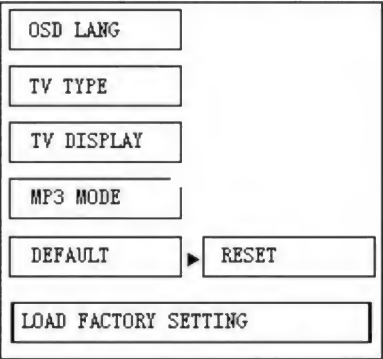 OSD LANG
TV TYPE
TV DISPLAY
MP3 MODE
DEFAULT ▶ RESET
LOAD FACTORY SETTING